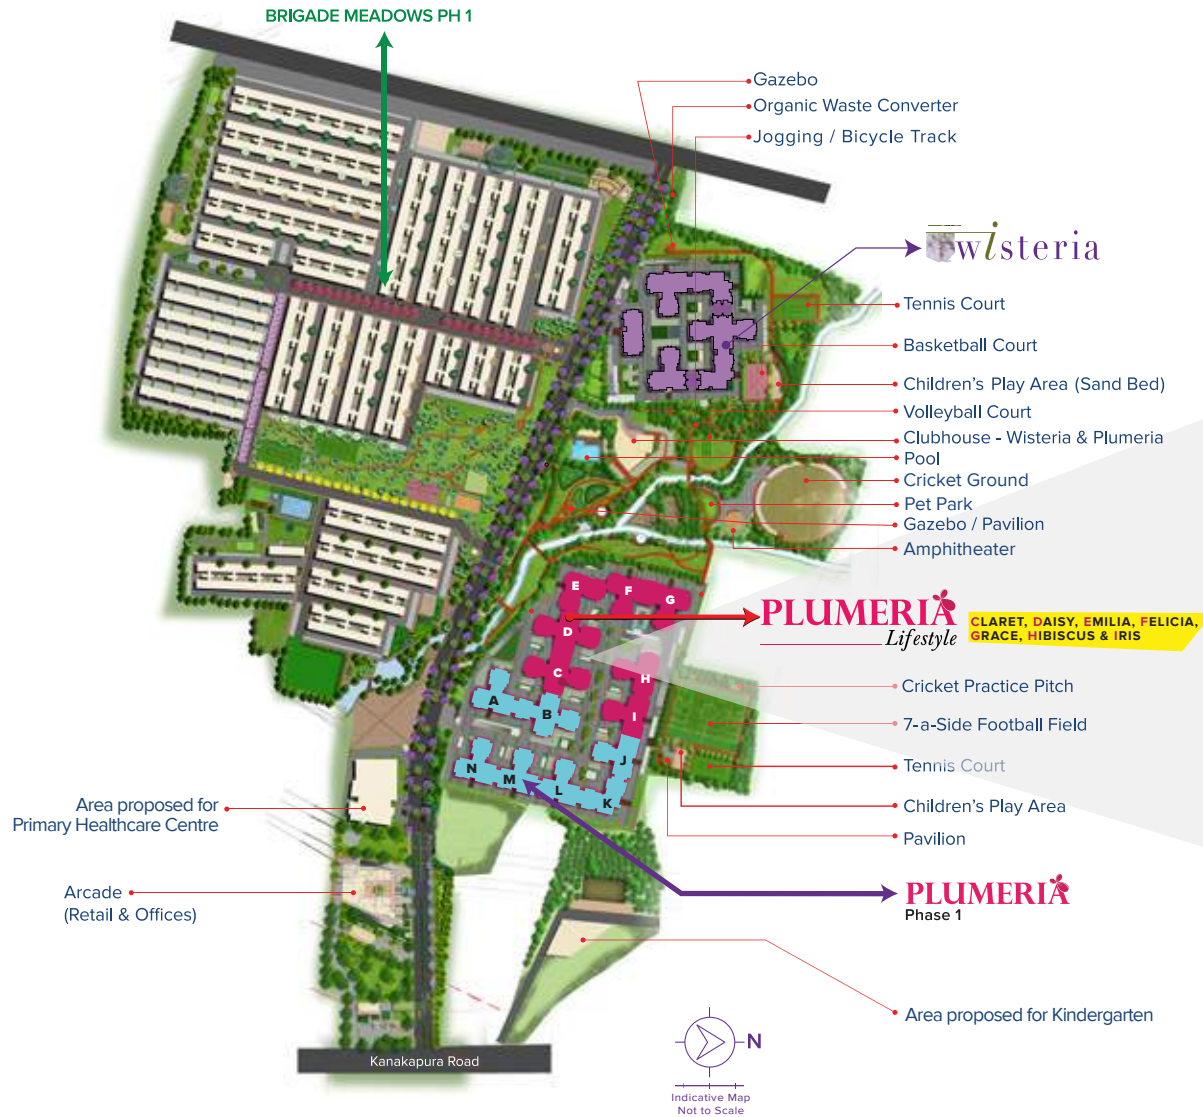 BRIGADE MEADOWS PH 1
Gazebo
Organic Waste Converter
Jogging / Bicycle Track
wisteria
Tennis Court
Basketball Court
Children's Play Area (Sand Bed)
Volleyball Court
Clubhouse - Wisteria & Plumeria
Pool
Cricket Ground
Pet Park
Gazebo / Pavilion
Amphitheater
E
F
G
D
C
H
I
A
B
J
N
M
L
K
PLUMERIA
Lifestyle
CLARET, DAISY, EMILIA, FELICIA,
GRACE, HIBISCUS & IRIS
Cricket Practice Pitch
7-a-Side Football Field
Tennis Court
Children's Play Area
Pavilion
Area proposed for
Primary Healthcare Centre
Arcade
(Retail & Offices)
PLUMERIA
Phase 1
Area proposed for Kindergarten
Kanakapura Road
N
Indicative Map
Not to Scale